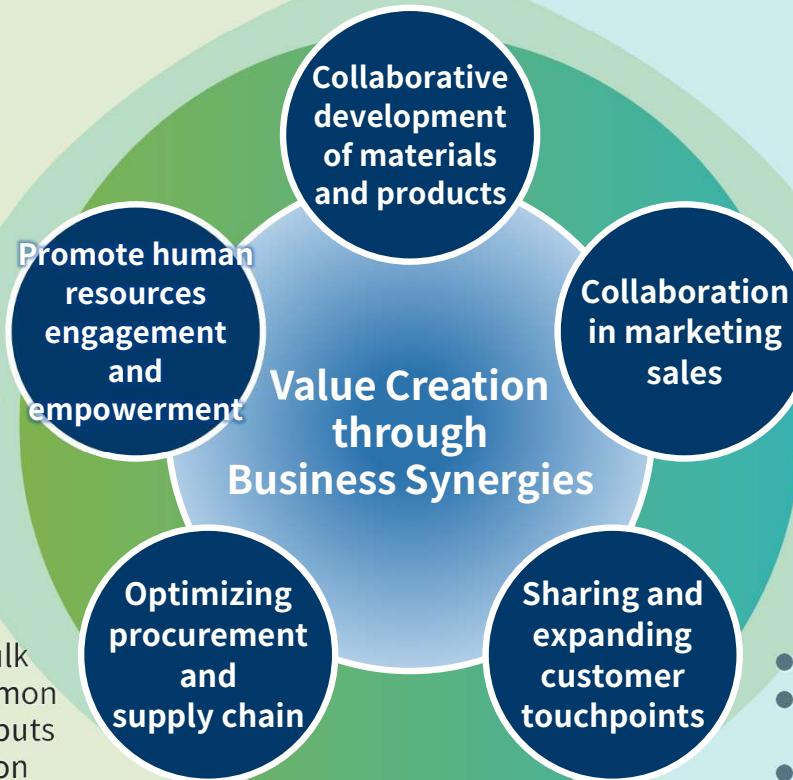 Collaborative
development
of materials
and products
Promote human
resources
engagement
and
empowerment
Collaboration
in marketing
sales
Value Creation
through
Business Synergies
Optimizing
procurement
and
supply chain
Sharing and
expanding
customer
touchpoints